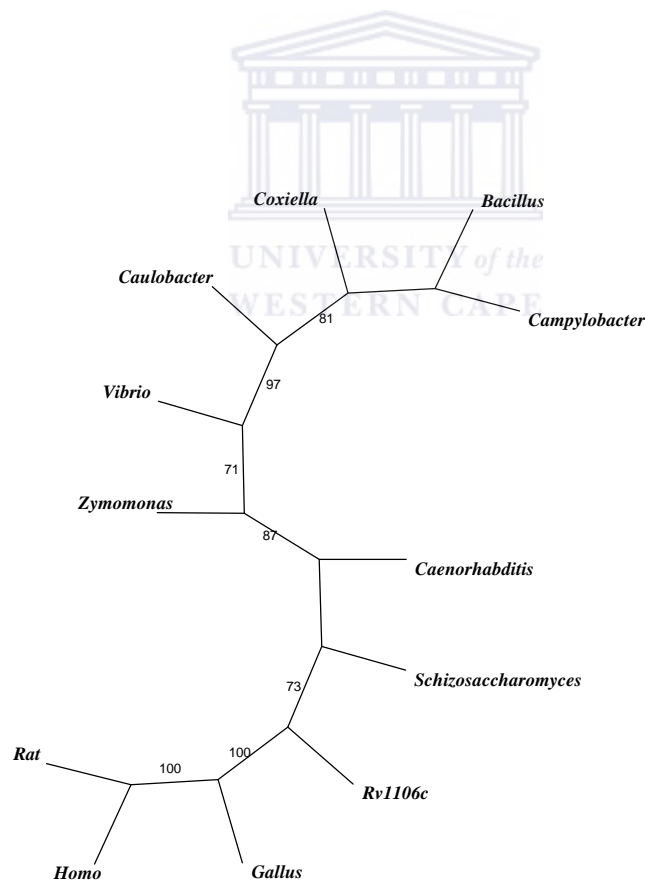 Coxiella
Bacillus
UNIVERSITY of the
Caulobacter
WESTERN CAPE
Campylobacter
81
97
Vibrio
71
Zymomonas
87
Caenorhabditis
Schizosaccharomyces
73
Rat
100
100
Rv1106c
Homo
Gallus